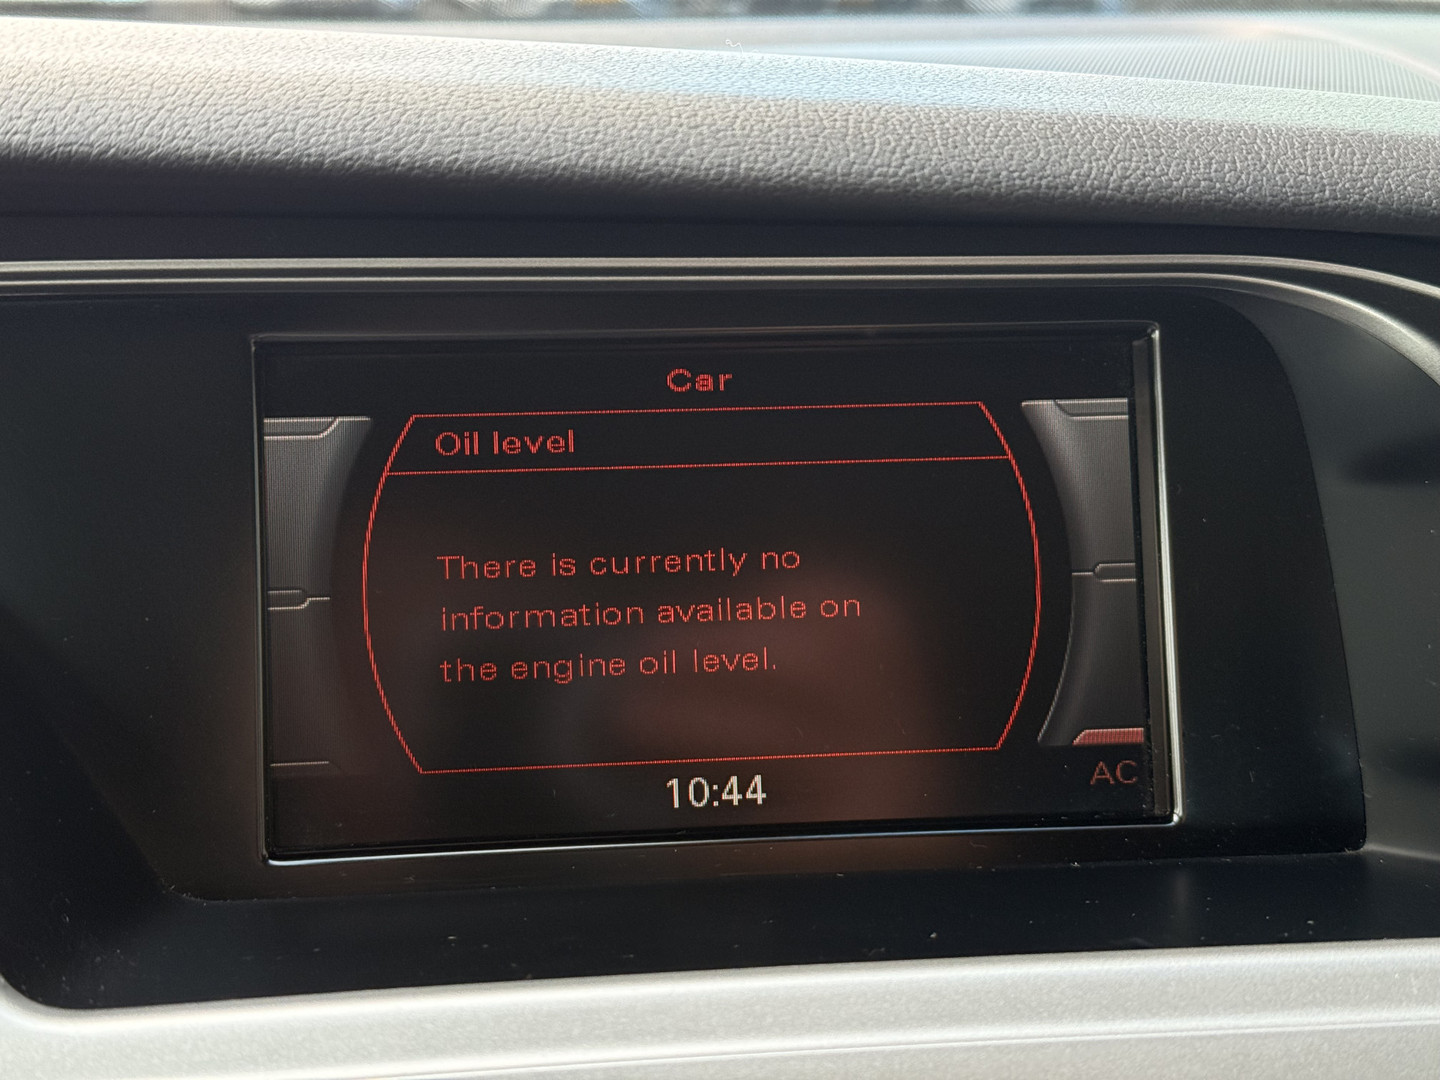 Car
Oil level
There is currently no
information available on
the engine oil level.
10:44
AC